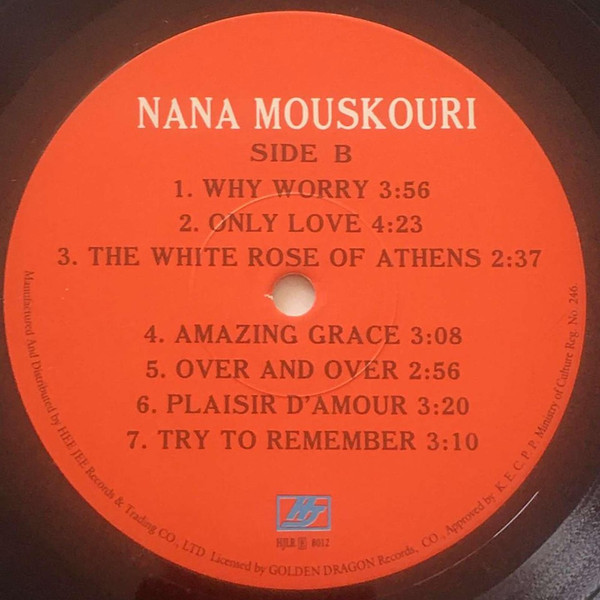 NANA MOUSKOURI
SIDE B
1. WHY WORRY 3:56
2. ONLY LOVE 4:23
3. THE WHITE ROSE OF ATHENS 2:37
4. AMAZING GRACE 3:08
5. OVER AND OVER 2:56
6. PLAISIR D'AMOUR 3:20
7. TRY TO REMEMBER 3:10
HJ
HJLR 8012
Manufactured And Distributed by HEE JEE Records & Trading CO., LTD. Licensed by GOLDEN DRAGON Records, CO., Approved by K. E. C. P. P. Ministry of Culture Reg. No. 246